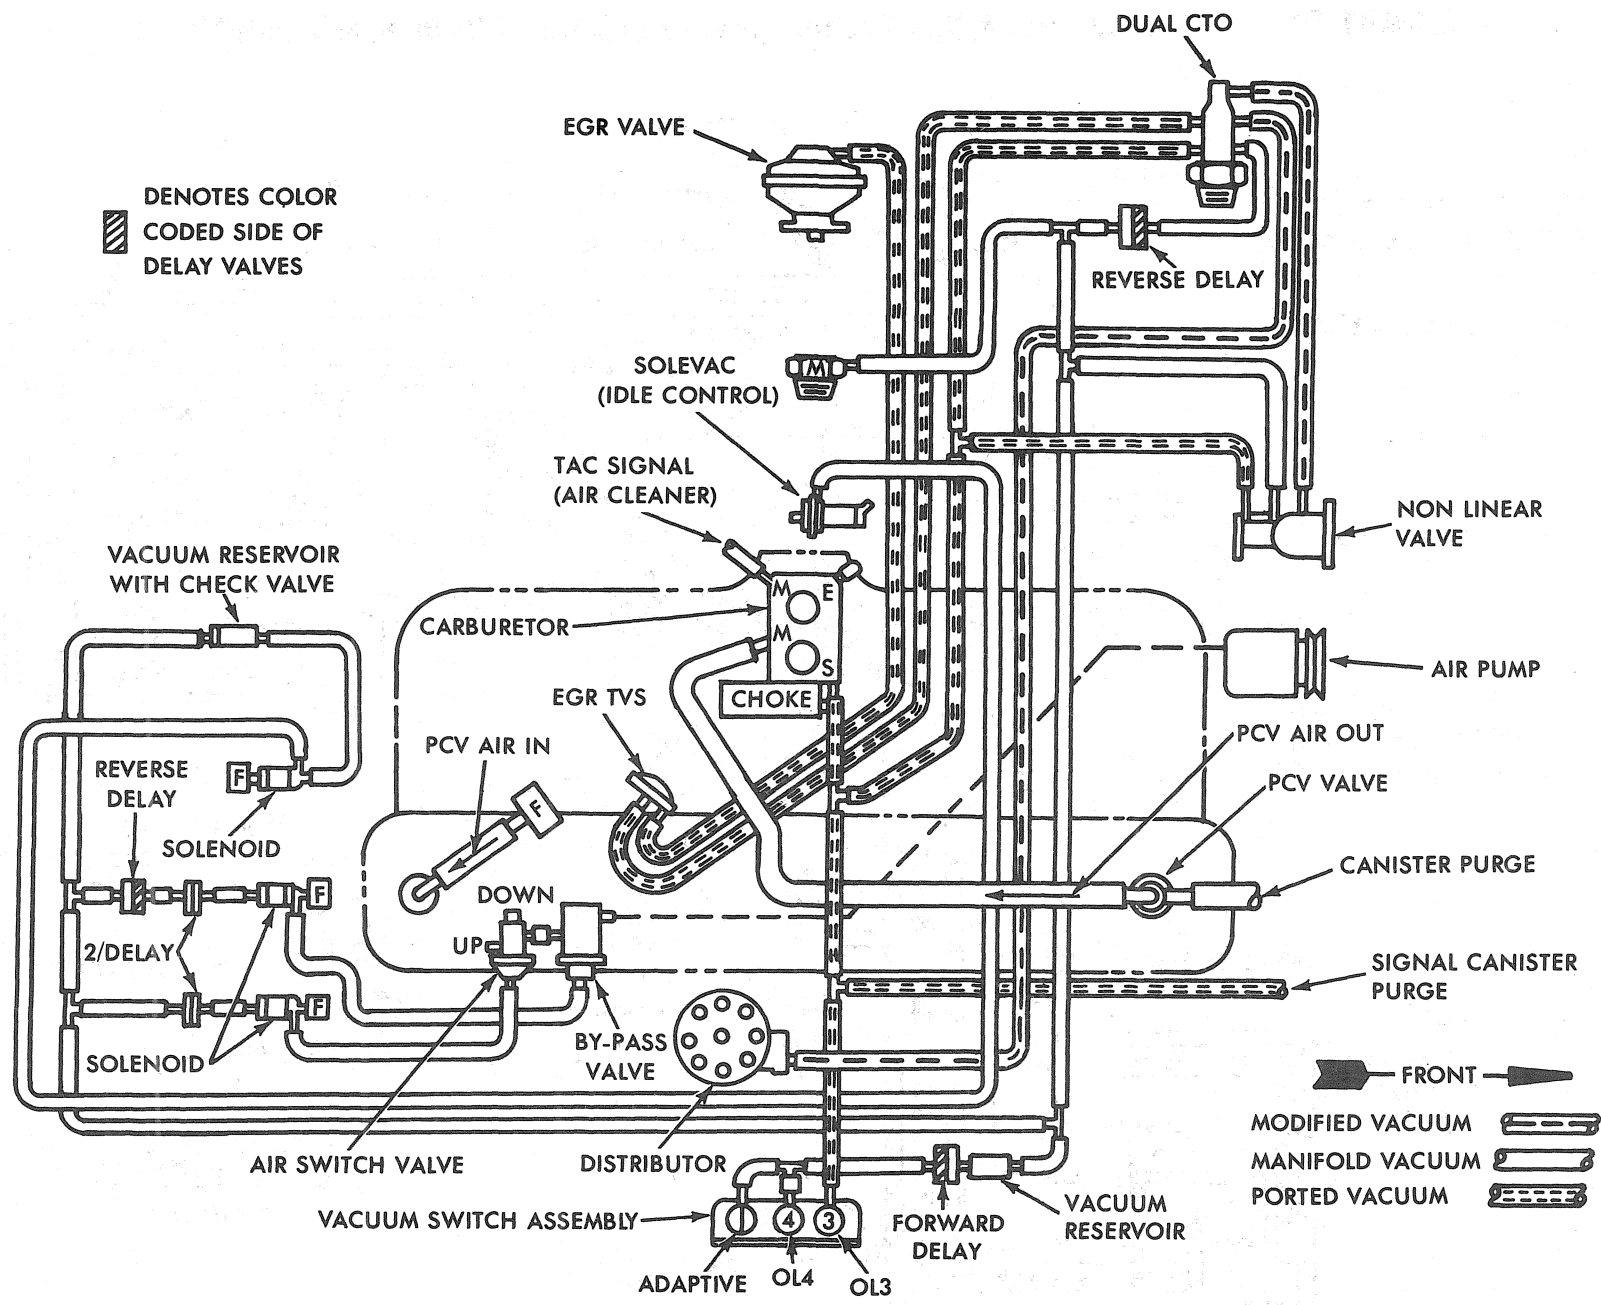 DUAL CTO
EGR VALVE
DENOTES COLOR
CODED SIDE OF
DELAY VALVES
REVERSE DELAY
SOLEVAC
(IDLE CONTROL)
M
TAC SIGNAL
(AIR CLEANER)
NON LINEAR
VALVE
VACUUM RESERVOIR
WITH CHECK VALVE
M
E
CARBURETOR
M
S
AIR PUMP
EGR TVS
CHOKE
PCV AIR IN
PCV AIR OUT
REVERSE
DELAY
F
PCV VALVE
F
SOLENOID
CANISTER PURGE
F
DOWN
UP
2/DELAY
SIGNAL CANISTER
PURGE
F
SOLENOID
BY-PASS
VALVE
FRONT
MODIFIED VACUUM
MANIFOLD VACUUM
PORTED VACUUM
AIR SWITCH VALVE
DISTRIBUTOR
VACUUM SWITCH ASSEMBLY
4
3
FORWARD
DELAY
VACUUM
RESERVOIR
ADAPTIVE
OL4
OL3